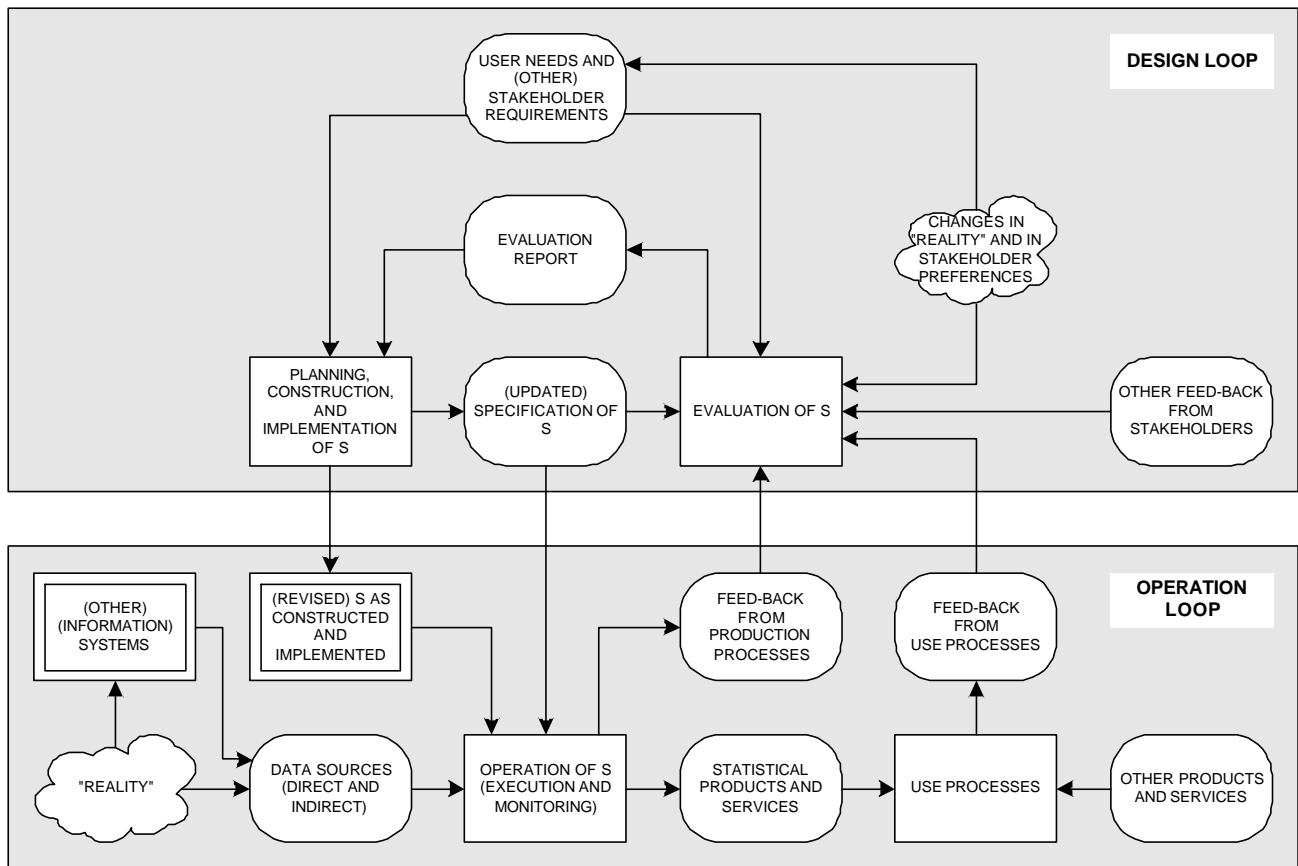 USER NEEDS AND
(OTHER)
STAKEHOLDER
REQUIREMENTS
DESIGN LOOP
CHANGES IN
"REALITY" AND IN
STAKEHOLDER
PREFERENCES
EVALUATION
REPORT
PLANNING,
CONSTRUCTION,
AND
IMPLEMENTATION
OF S
(UPDATED)
SPECIFICATION OF
S
EVALUATION OF S
OTHER FEED-BACK
FROM
STAKEHOLDERS
(OTHER)
(INFORMATION)
SYSTEMS
(REVISED) S AS
CONSTRUCTED
AND
IMPLEMENTED
FEED-BACK
FROM
PRODUCTION
PROCESSES
FEED-BACK
FROM
USE PROCESSES
OPERATION
LOOP
"REALITY"
DATA SOURCES
(DIRECT AND
INDIRECT)
OPERATION OF S
(EXECUTION AND
MONITORING)
STATISTICAL
PRODUCTS AND
SERVICES
USE PROCESSES
OTHER PRODUCTS
AND SERVICES